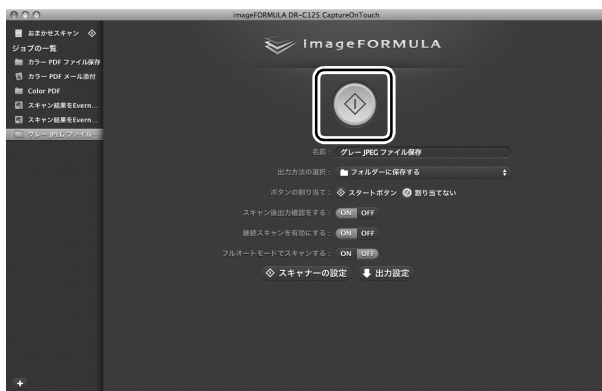 imageFORMULA DR-C125 CaptureOnTouch
おまかせスキャン
ジョブの一覧
カラー PDF ファイル保存
カラー PDF メール添付
Color PDF
スキャン結果をEvern...
スキャン結果をEvern...
グレー JPEG ファイル...
imageFORMULA
名前: グレー JPEG ファイル保存
出力方法の選択: フォルダーに保存する
ボタンの割り当て: スタートボタン 割り当てない
スキャン後出力確認をする: ON OFF
継続スキャンを有効にする: ON OFF
フルオートモードでスキャンする: ON OFF
スキャナーの設定 出力設定